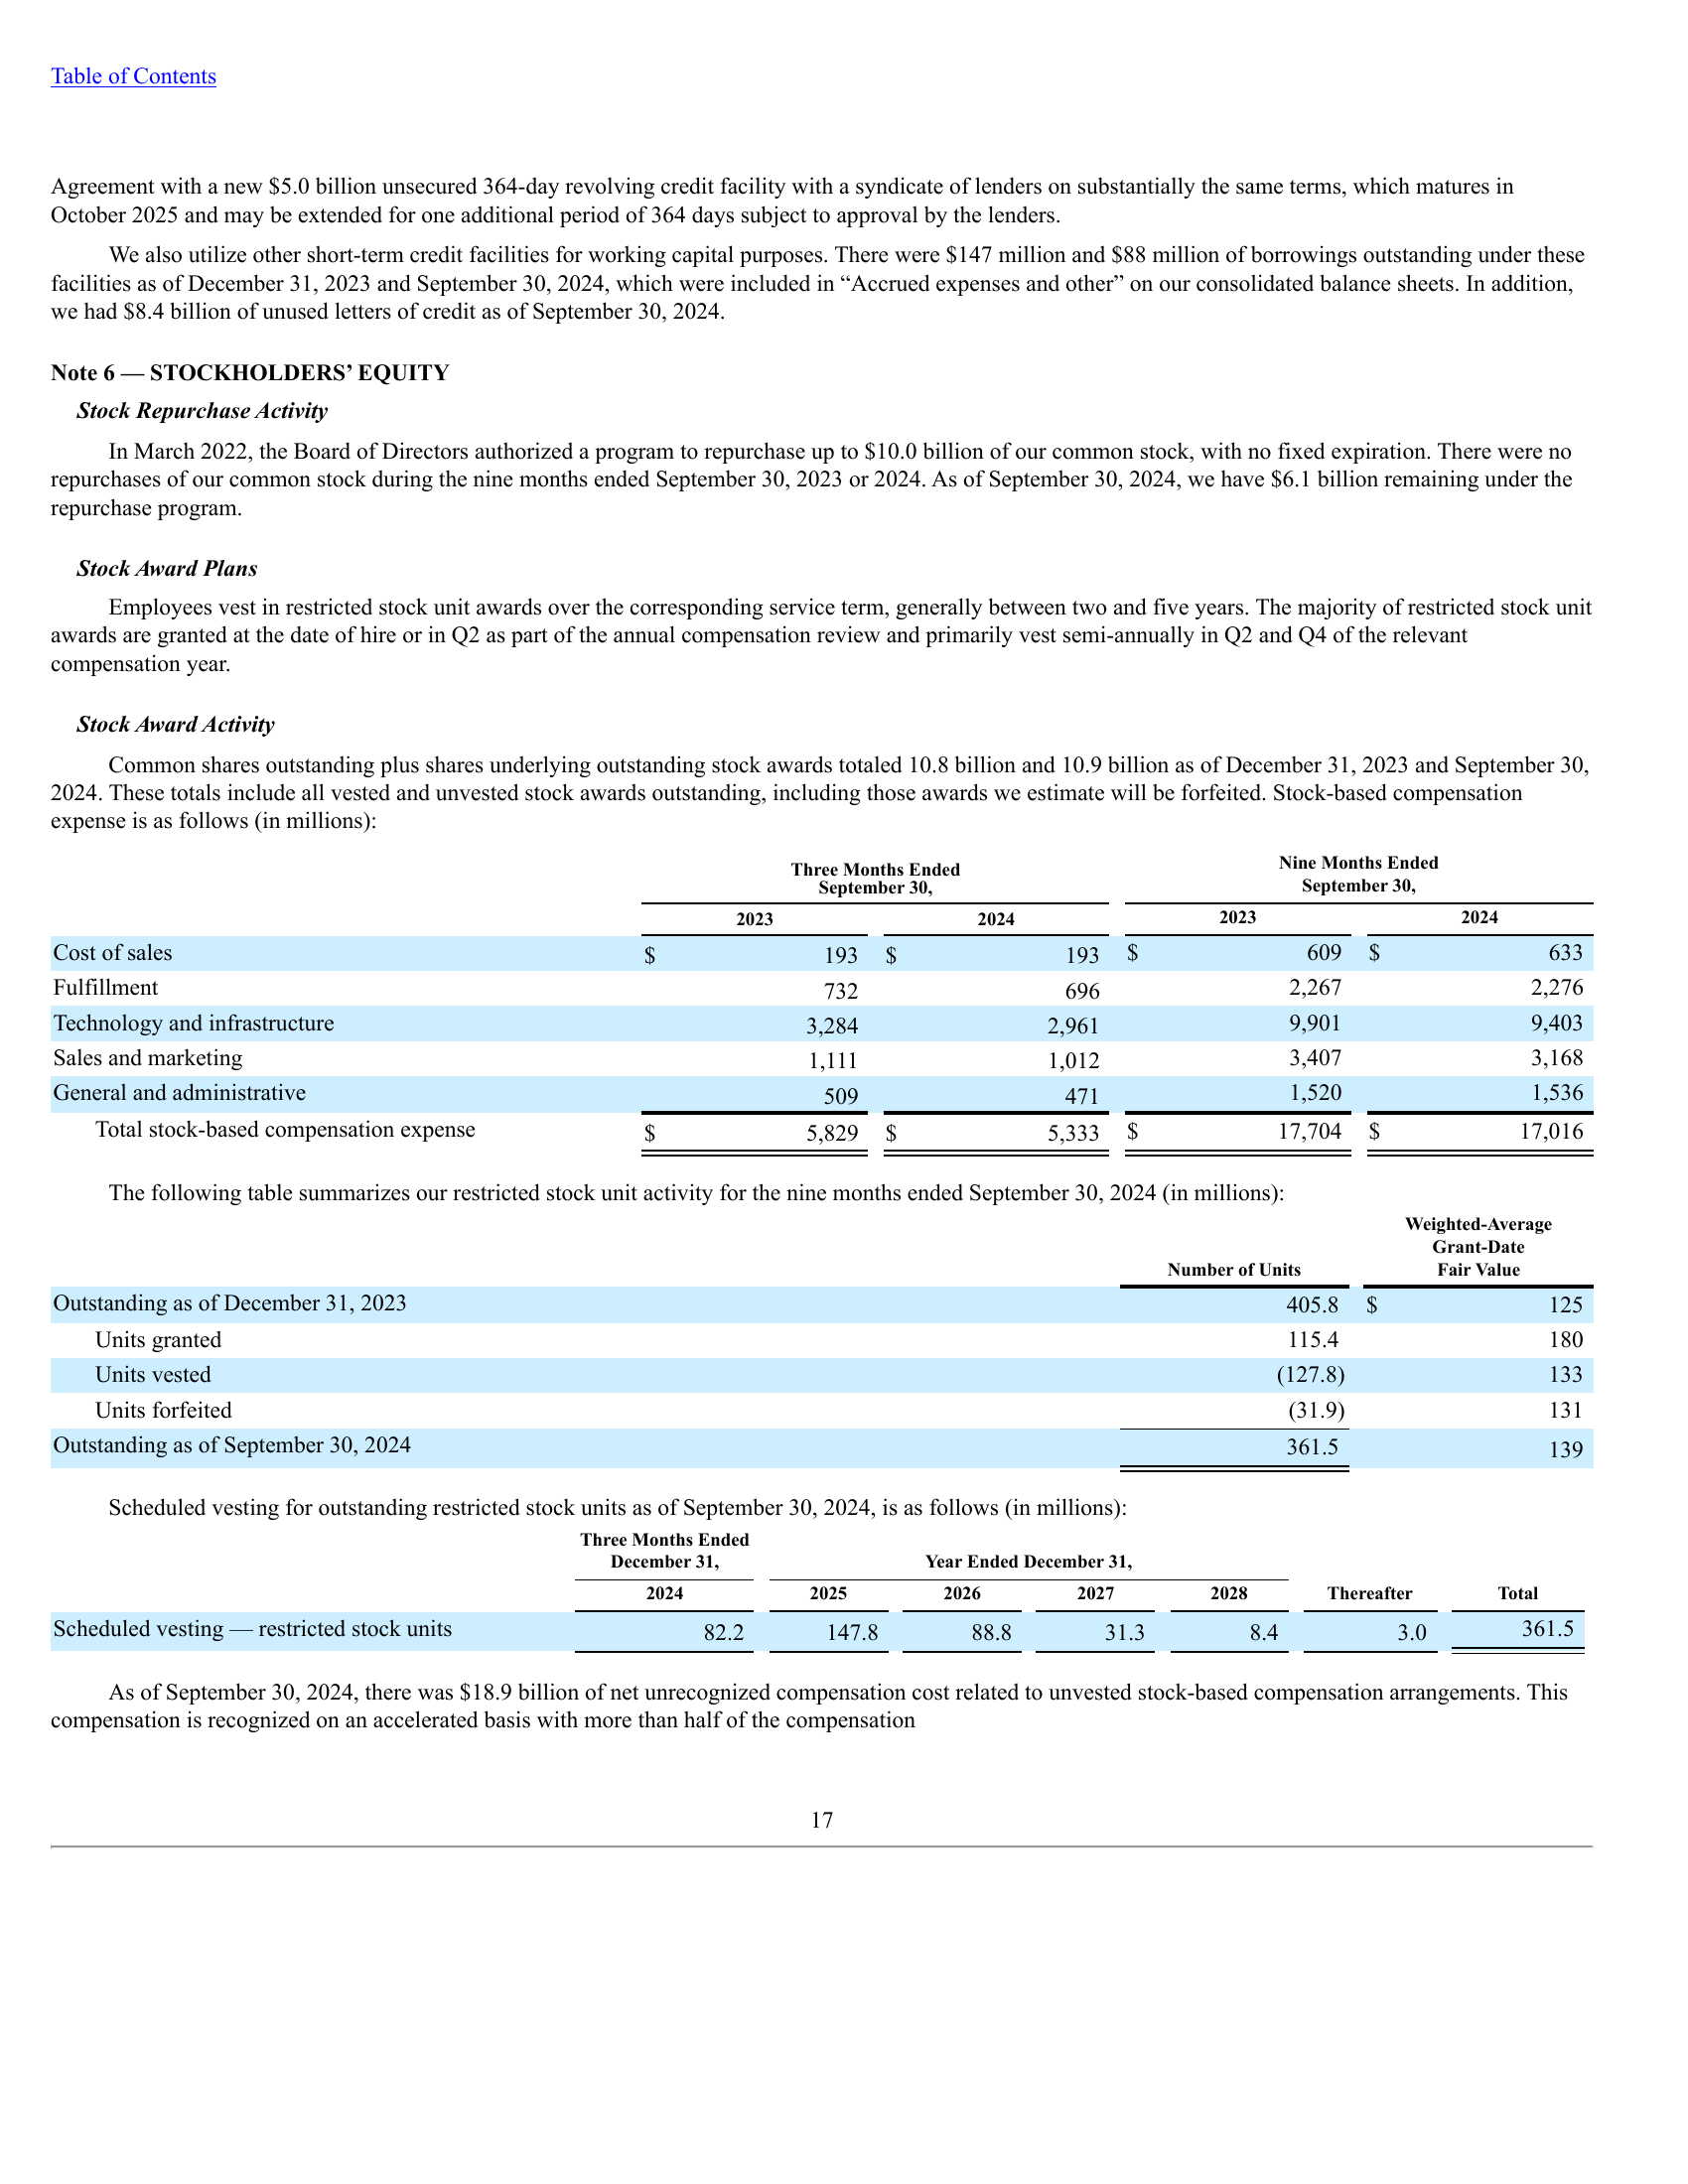 Table of Contents
Agreement with a new $5.0 billion unsecured 364-day revolving credit facility with a syndicate of lenders on substantially the same terms, which matures in
October 2025 and may be extended for one additional period of 364 days subject to approval by the lenders.
We also utilize other short-term credit facilities for working capital purposes. There were $147 million and $88 million of borrowings outstanding under these
facilities as of December 31, 2023 and September 30, 2024, which were included in “Accrued expenses and other” on our consolidated balance sheets. In addition,
we had $8.4 billion of unused letters of credit as of September 30, 2024.
Note 6 — STOCKHOLDERS’ EQUITY
Stock Repurchase Activity
In March 2022, the Board of Directors authorized a program to repurchase up to $10.0 billion of our common stock, with no fixed expiration. There were no
repurchases of our common stock during the nine months ended September 30, 2023 or 2024. As of September 30, 2024, we have $6.1 billion remaining under the
repurchase program.
Stock Award Plans
Employees vest in restricted stock unit awards over the corresponding service term, generally between two and five years. The majority of restricted stock unit
awards are granted at the date of hire or in Q2 as part of the annual compensation review and primarily vest semi-annually in Q2 and Q4 of the relevant
compensation year.
Stock Award Activity
Common shares outstanding plus shares underlying outstanding stock awards totaled 10.8 billion and 10.9 billion as of December 31, 2023 and September 30,
2024. These totals include all vested and unvested stock awards outstanding, including those awards we estimate will be forfeited. Stock-based compensation
expense is as follows (in millions):
Three Months Ended Nine Months Ended
September 30, September 30,
2023 2024 2023 2024
Cost of sales $ 193 $ 193 $ 609 $ 633
Fulfillment 732 696 2,267 2,276
Technology and infrastructure 3,284 2,961 9,901 9,403
Sales and marketing 1,111 1,012 3,407 3,168
General and administrative 509 471 1,520 1,536
Total stock-based compensation expense $ 5,829 $ 5,333 $ 17,704 $ 17,016
The following table summarizes our restricted stock unit activity for the nine months ended September 30, 2024 (in millions):
Weighted-Average
Grant-Date
Number of Units Fair Value
Outstanding as of December 31, 2023 405.8 $ 125
Units granted 115.4 180
Units vested (127.8) 133
Units forfeited (31.9) 131
Outstanding as of September 30, 2024 361.5 139
Scheduled vesting for outstanding restricted stock units as of September 30, 2024, is as follows (in millions):
Three Months Ended
December 31, Year Ended December 31,
2024 2025 2026 2027 2028 Thereafter Total
Scheduled vesting — restricted stock units 82.2 147.8 88.8 31.3 8.4 3.0 361.5
As of September 30, 2024, there was $18.9 billion of net unrecognized compensation cost related to unvested stock-based compensation arrangements. This
compensation is recognized on an accelerated basis with more than half of the compensation
17